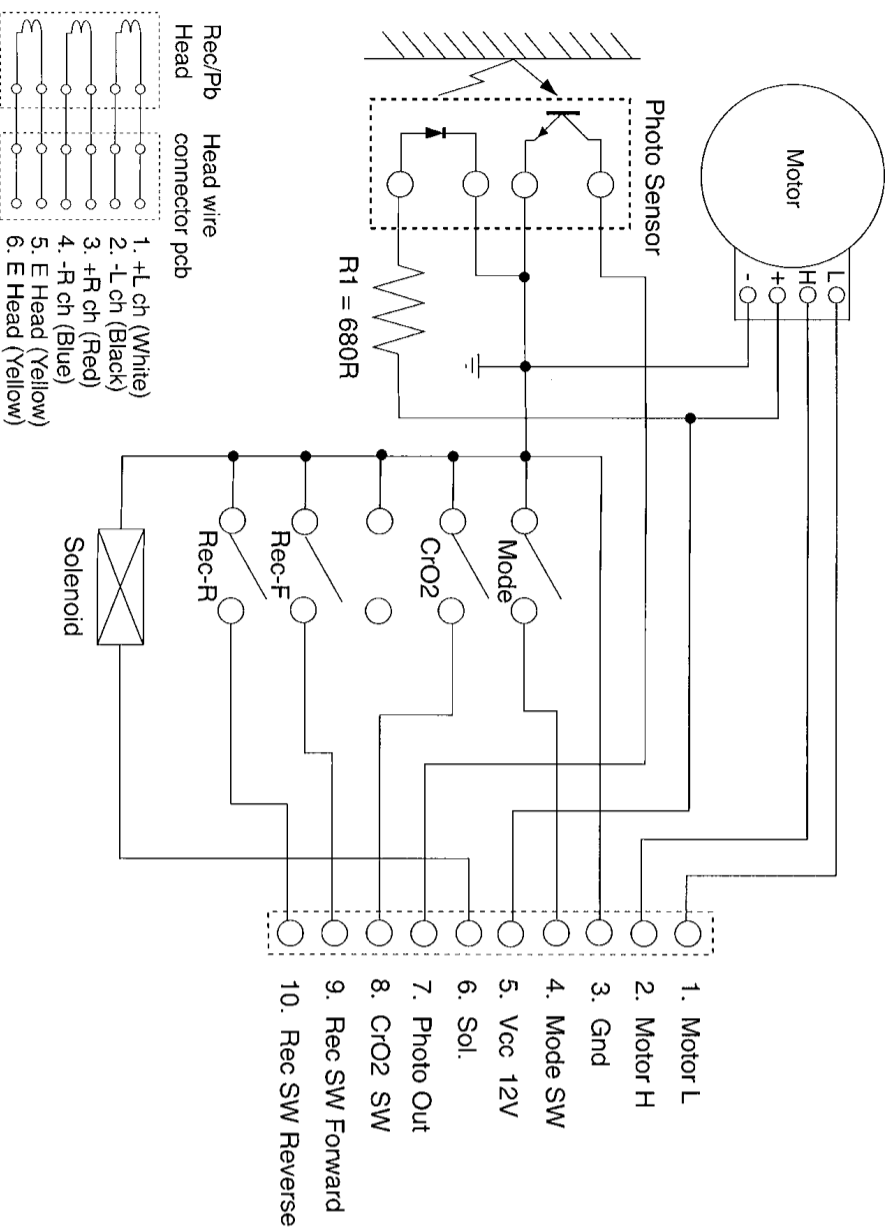 Motor
L
H
+
-
Photo Sensor
R1 = 680R
Mode
CrO2
Rec-F
Rec-R
Solenoid
1. Motor L
2. Motor H
3. Gnd
4. Mode SW
5. Vcc 12V
6. Sol.
7. Photo Out
8. CrO2 SW
9. Rec SW Forward
10. Rec SW Reverse
Rec/Pb
Head
Head wire
connector pcb
1. +L ch (White)
2. -L ch (Black)
3. +R ch (Red)
4. -R ch (Blue)
5. E Head (Yellow)
6. E Head (Yellow)